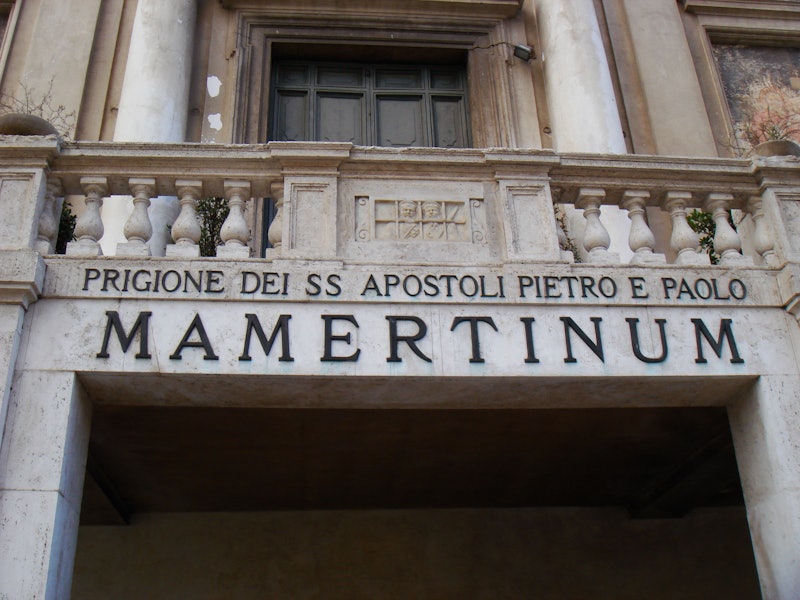 PRIGIONE DEI SS APOSTOLI PIETRO E PAOLO
MAMERTINUM